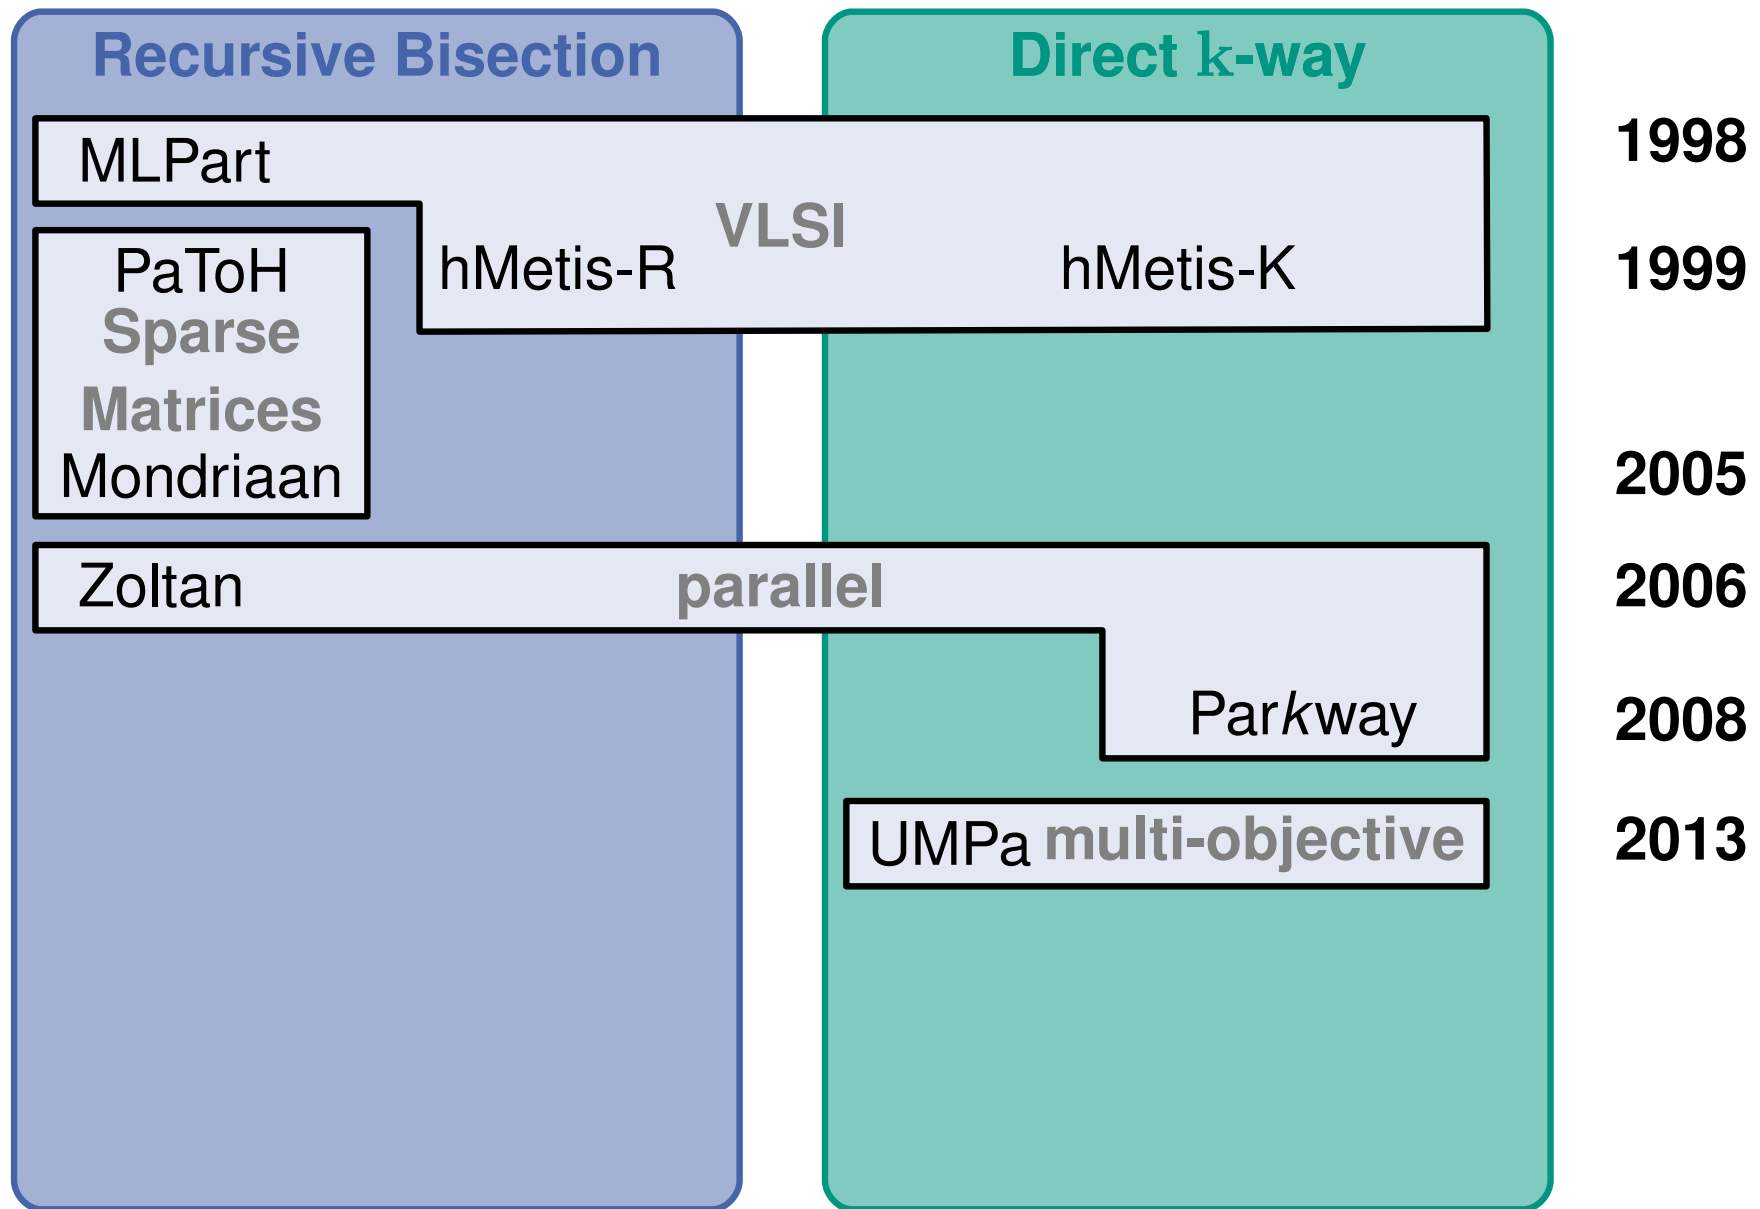 Recursive Bisection
Direct k-way
MLPart
1998
VLSI
PaToH
hMetis-R
hMetis-K
1999
Sparse
Matrices
Mondriaan
2005
Zoltan
parallel
2006
Parkway
2008
UMPa multi-objective
2013